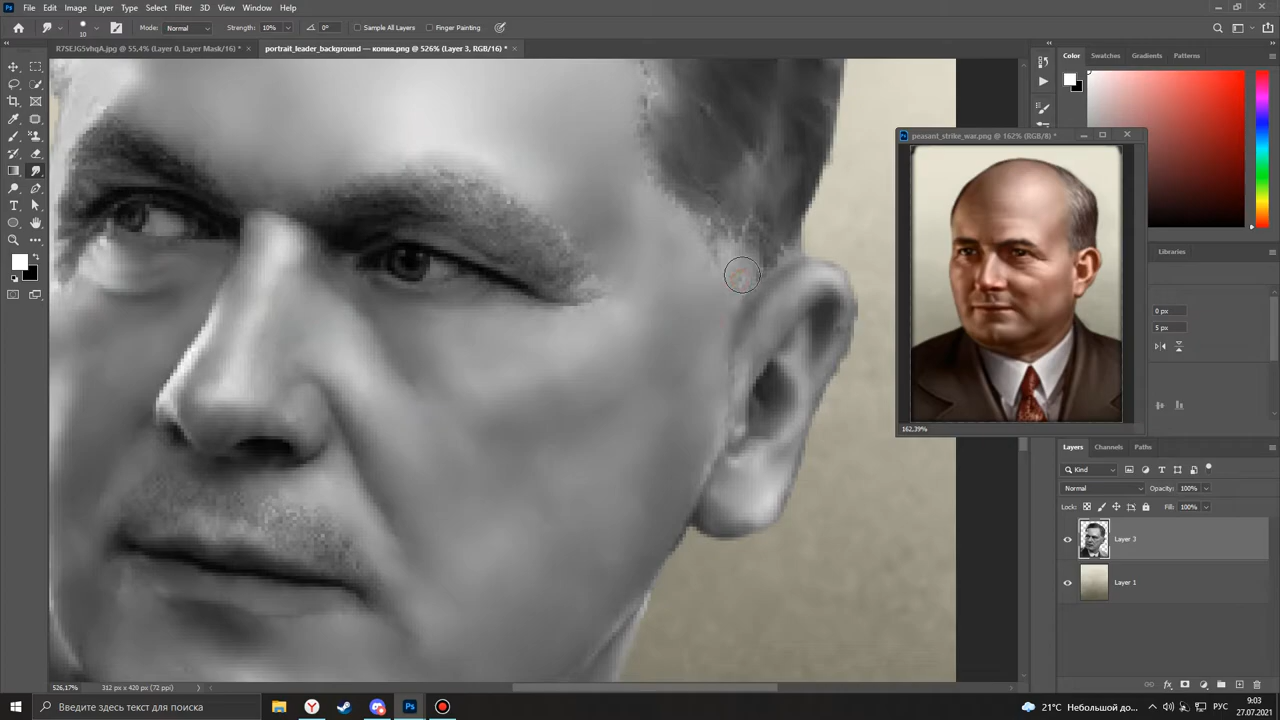 File Edit Image Layer Type Select Filter 3D View Window Help
10 Mode: Normal Strength: 10% 0° Sample All Layers Finger Painting
R7SEJG5vhqA.jpg @ 55,4% (Layer 0, Layer Mask/16) * ×
portrait_leader_background — копия.png @ 526% (Layer 3, RGB/16) * ×
Color Swatches Gradients Patterns
peasant_strike_war.png @ 162% (RGB/8) *
162,39%
Libraries
0 px
5 px
Layers Channels Paths
Kind
Normal Opacity: 100%
Lock: Fill: 100%
Layer 3
Layer 1
526,17% 312 px x 420 px (72 ppi)
Введите здесь текст для поиска
21°C Небольшой до... РУС 9:03
27.07.2021